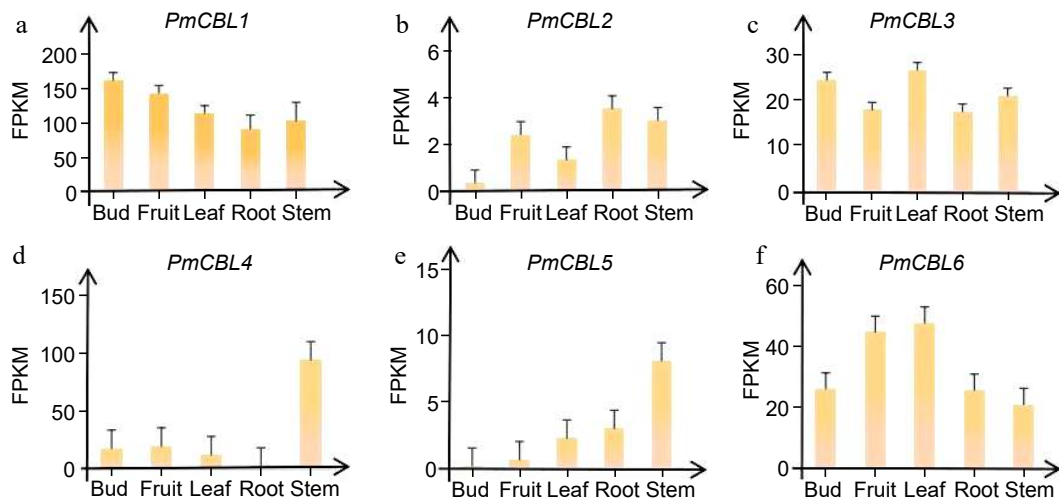 a PmCBL1
200
150
100
50
0
FPKM
Bud Fruit Leaf Root Stem
b PmCBL2
6
4
2
0
FPKM
Bud Fruit Leaf Root Stem
c PmCBL3
30
20
10
0
FPKM
Bud Fruit Leaf Root Stem
d PmCBL4
150
100
50
0
FPKM
Bud Fruit Leaf Root Stem
e PmCBL5
15
10
5
0
FPKM
Bud Fruit Leaf Root Stem
f PmCBL6
60
40
20
0
FPKM
Bud Fruit Leaf Root Stem